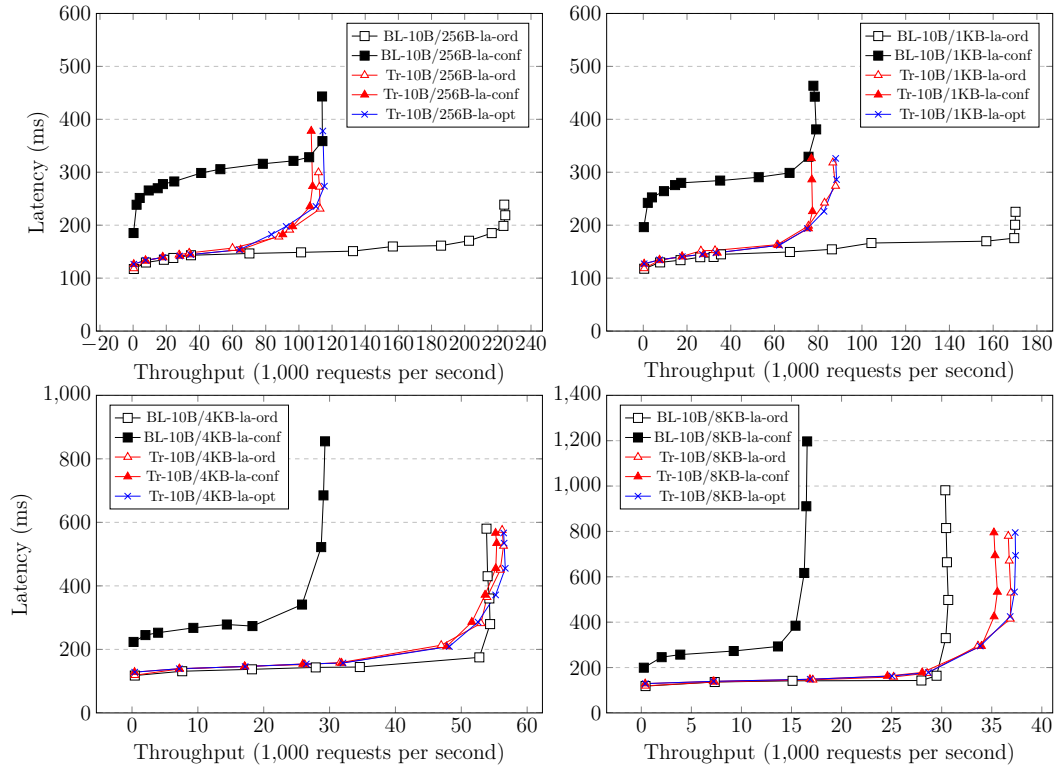 600
500
400
300
200
100
0
Latency (ms)
−20 0 20 40 60 80 100 120 140 160 180 200 220 240
Throughput (1,000 requests per second)
BL-10B/256B-la-ord
BL-10B/256B-la-conf
Tr-10B/256B-la-ord
Tr-10B/256B-la-conf
Tr-10B/256B-la-opt
600
500
400
300
200
100
0
0 20 40 60 80 100 120 140 160 180
Throughput (1,000 requests per second)
BL-10B/1KB-la-ord
BL-10B/1KB-la-conf
Tr-10B/1KB-la-ord
Tr-10B/1KB-la-conf
Tr-10B/1KB-la-opt
1,000
800
600
400
200
0
Latency (ms)
0 10 20 30 40 50 60
Throughput (1,000 requests per second)
BL-10B/4KB-la-ord
BL-10B/4KB-la-conf
Tr-10B/4KB-la-ord
Tr-10B/4KB-la-conf
Tr-10B/4KB-la-opt
1,400
1,200
1,000
800
600
400
200
0
0 5 10 15 20 25 30 35 40
Throughput (1,000 requests per second)
BL-10B/8KB-la-ord
BL-10B/8KB-la-conf
Tr-10B/8KB-la-ord
Tr-10B/8KB-la-conf
Tr-10B/8KB-la-opt